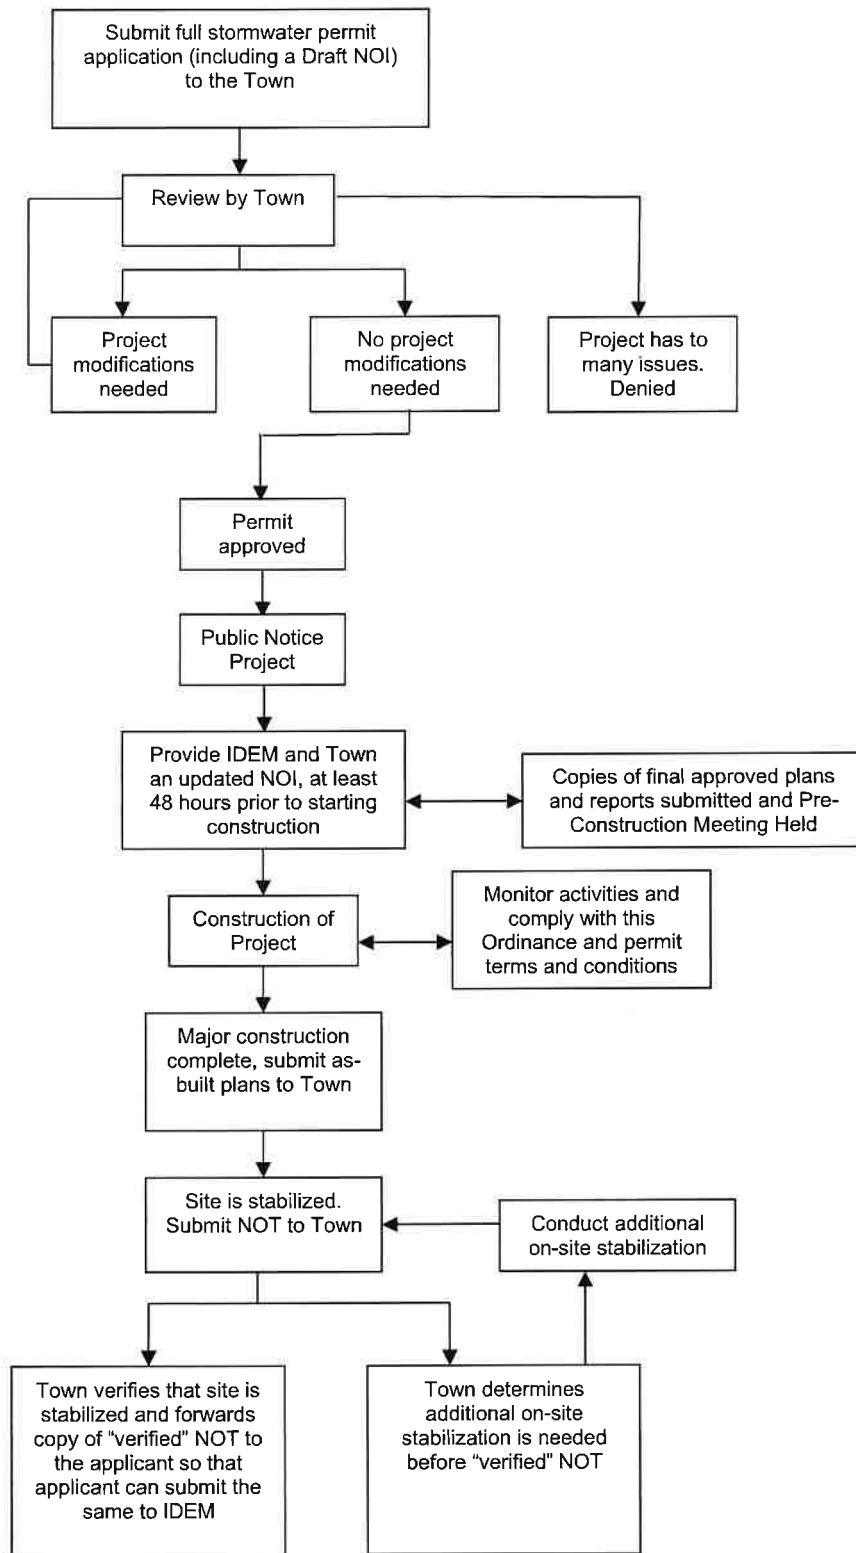 Submit full stormwater permit
application (including a Draft NOI)
to the Town
Review by Town
Project
modifications
needed
No project
modifications
needed
Project has to
many issues.
Denied
Permit
approved
Public Notice
Project
Provide IDEM and Town
an updated NOI, at least
48 hours prior to starting
construction
Copies of final approved plans
and reports submitted and Pre-
Construction Meeting Held
Construction of
Project
Monitor activities and
comply with this
Ordinance and permit
terms and conditions
Major construction
complete, submit as-
built plans to Town
Site is stabilized.
Submit NOT to Town
Conduct additional
on-site stabilization
Town verifies that site is
stabilized and forwards
copy of "verified" NOT to
the applicant so that
applicant can submit the
same to IDEM
Town determines
additional on-site
stabilization is needed
before "verified" NOT